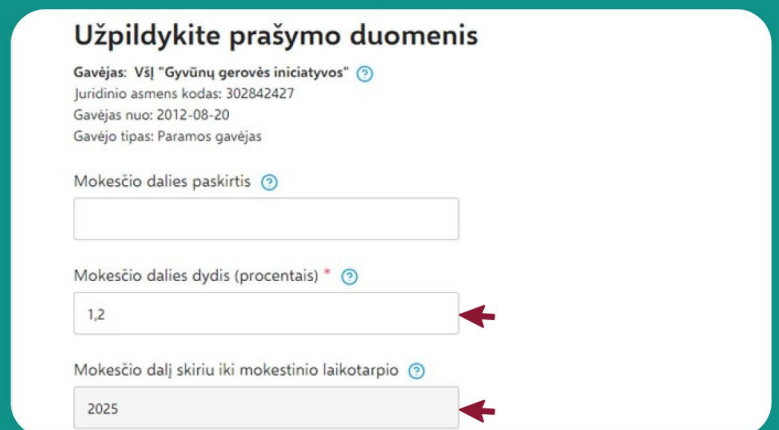 Užpildykite prašymo duomenis
Gavėjas: VšĮ "Gyvūnų gerovės iniciatyvos" ?
Juridinio asmens kodas: 302842427
Gavėjas nuo: 2012-08-20
Gavėjo tipas: Paramos gavėjas
Mokesčio dalies paskirtis ?
Mokesčio dalies dydis (procentais) * ?
1,2
Mokesčio dalį skiriu iki mokestinio laikotarpio ?
2025